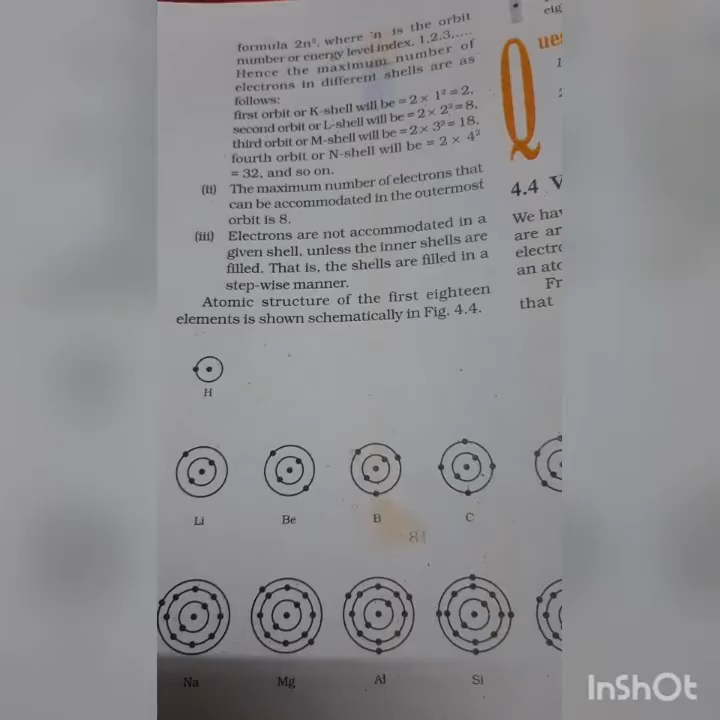 formula 2n², where 'n is the orbit
number or energy level index, 1,2,3.....
Hence the maximum number of
electrons in different shells are as
follows:
first orbit or K-shell will be = 2 × 1² = 2,
second orbit or L-shell will be = 2 × 2² = 8,
third orbit or M-shell will be = 2 × 3² = 18,
fourth orbit or N-shell will be = 2 × 4²
= 32, and so on.
(ii) The maximum number of electrons that
can be accommodated in the outermost
orbit is 8.
(iii) Electrons are not accommodated in a
given shell, unless the inner shells are
filled. That is, the shells are filled in a
step-wise manner.
Atomic structure of the first eighteen
elements is shown schematically in Fig. 4.4.
H
Li Be B C
Na Mg Al Si
eig
Q ues
1
4.4 V
We hav
are ar
electro
an ato
Fr
that
InShOt